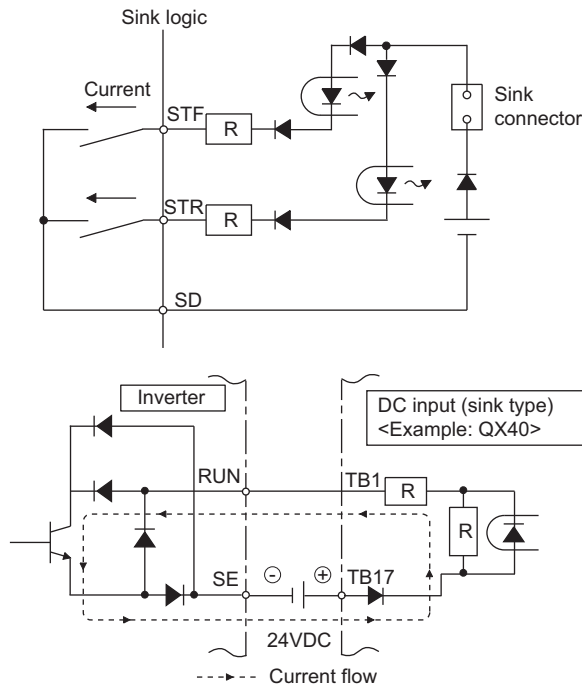 Sink logic
Current
STF
R
Sink
connector
STR
R
SD
Inverter
DC input (sink type)
<Example: QX40>
RUN
TB1
R
R
SE
-
+
TB17
24VDC
Current flow